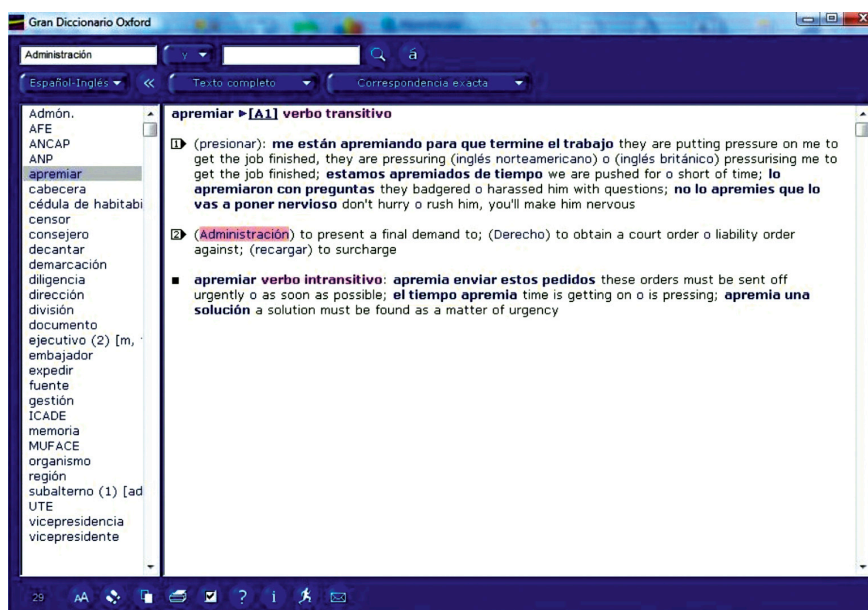 Gran Diccionario Oxford
Administración
y
á
Español-Inglés
«
Texto completo
Correspondencia exacta
Admón.
AFE
ANCAP
ANP
apremiar
cabecera
cédula de habitabi
censor
consejero
decantar
demarcación
diligencia
dirección
división
documento
ejecutivo (2) [m,
embajador
expedir
fuente
gestión
ICADE
memoria
MUFACE
organismo
región
subalterno (1) [ad
UTE
vicepresidencia
vicepresidente
apremiar ►[A1] verbo transitivo
1 (presionar): me están apremiando para que termine el trabajo they are putting pressure on me to
get the job finished, they are pressuring (inglés norteamericano) o (inglés británico) pressurising me to
get the job finished; estamos apremiados de tiempo we are pushed for o short of time; lo
apremiaron con preguntas they badgered o harassed him with questions; no lo apremies que lo
vas a poner nervioso don't hurry o rush him, you'll make him nervous
2 (Administración) to present a final demand to; (Derecho) to obtain a court order o liability order
against; (recargar) to surcharge
■ apremiar verbo intransitivo: apremia enviar estos pedidos these orders must be sent off
urgently o as soon as possible; el tiempo apremia time is getting on o is pressing; apremia una
solución a solution must be found as a matter of urgency
29 AA ? i